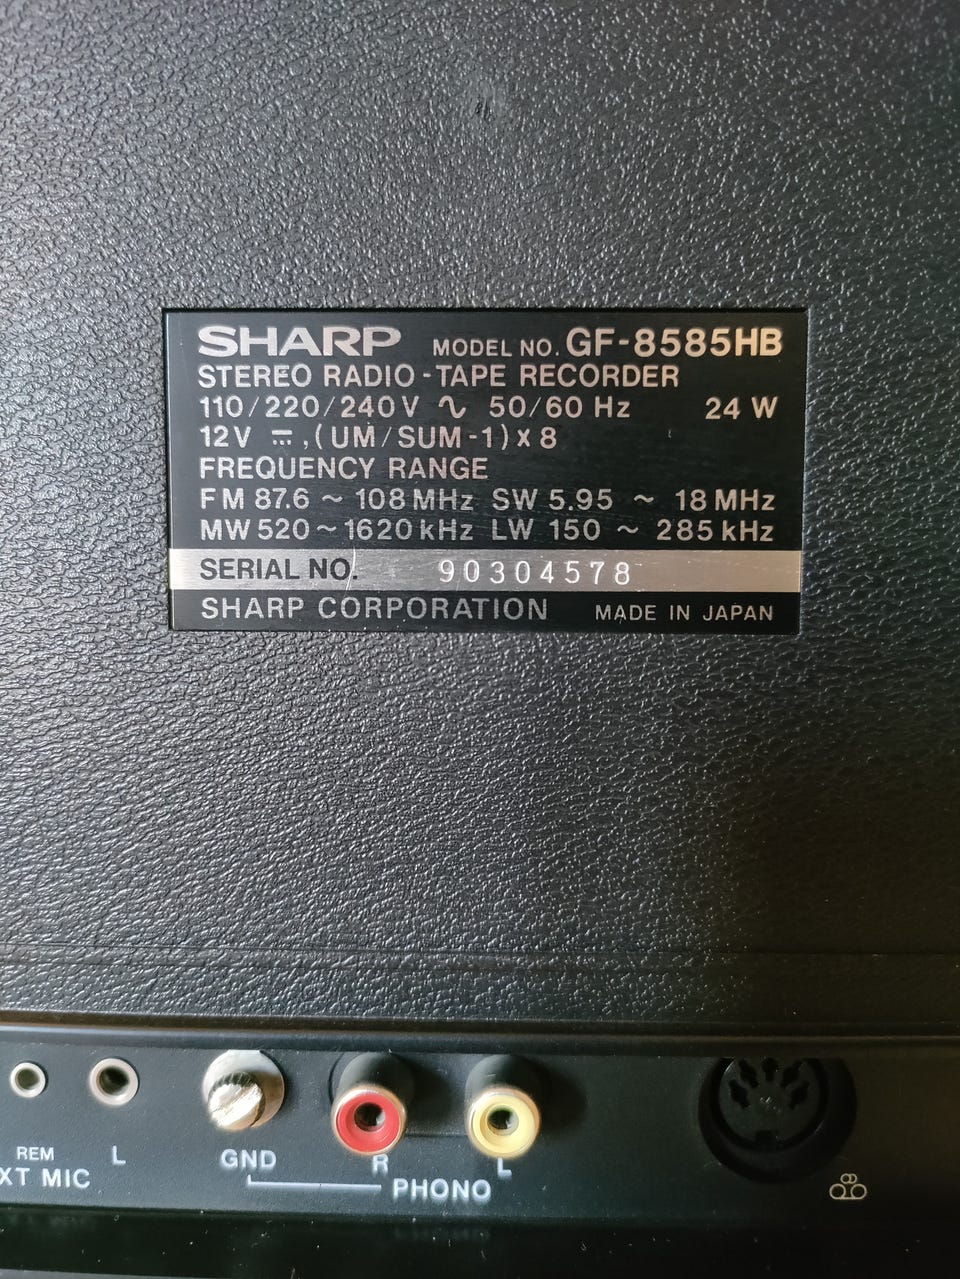 SHARP MODEL NO. GF-8585HB
STEREO RADIO-TAPE RECORDER
110/220/240V ∿ 50/60 Hz 24 W
12V ⎓,(UM/SUM-1)x8
FREQUENCY RANGE
FM 87.6 ~ 108 MHz SW 5.95 ~ 18 MHz
MW 520 ~ 1620 kHz LW 150 ~ 285 kHz
SERIAL NO. 90304578
SHARP CORPORATION MADE IN JAPAN
REM L GND R L
XT MIC PHONO